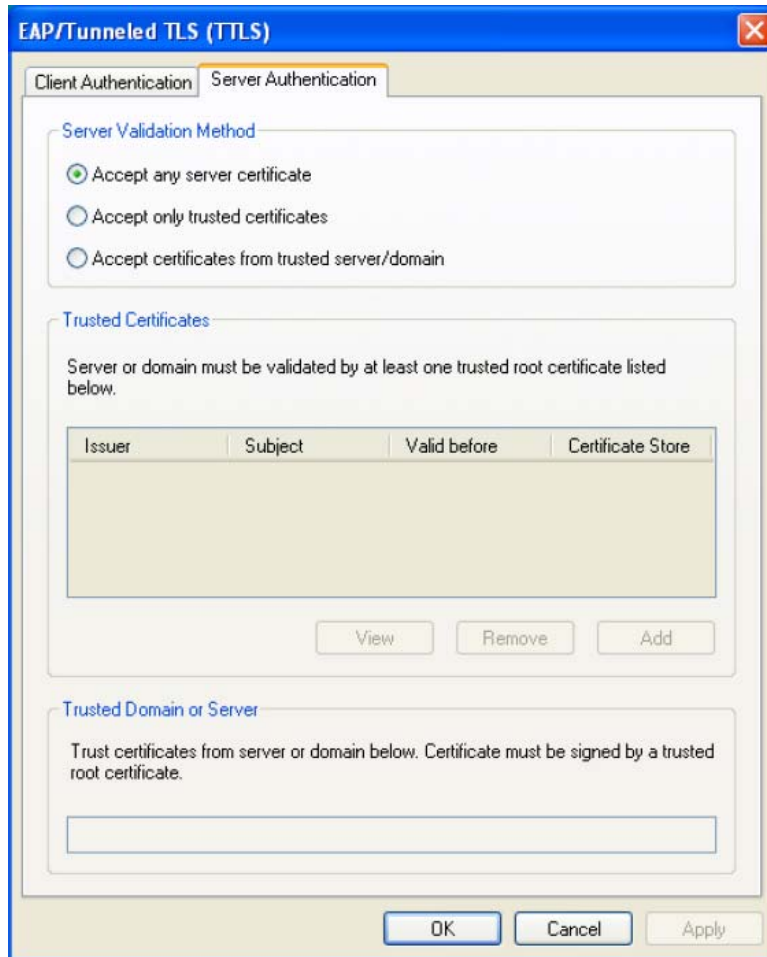 EAP/Tunneled TLS (TTLS)
Client Authentication Server Authentication
Server Validation Method
Accept any server certificate
Accept only trusted certificates
Accept certificates from trusted server/domain
Trusted Certificates
Server or domain must be validated by at least one trusted root certificate listed
below.
Issuer Subject Valid before Certificate Store
View Remove Add
Trusted Domain or Server
Trust certificates from server or domain below. Certificate must be signed by a trusted
root certificate.
OK Cancel Apply